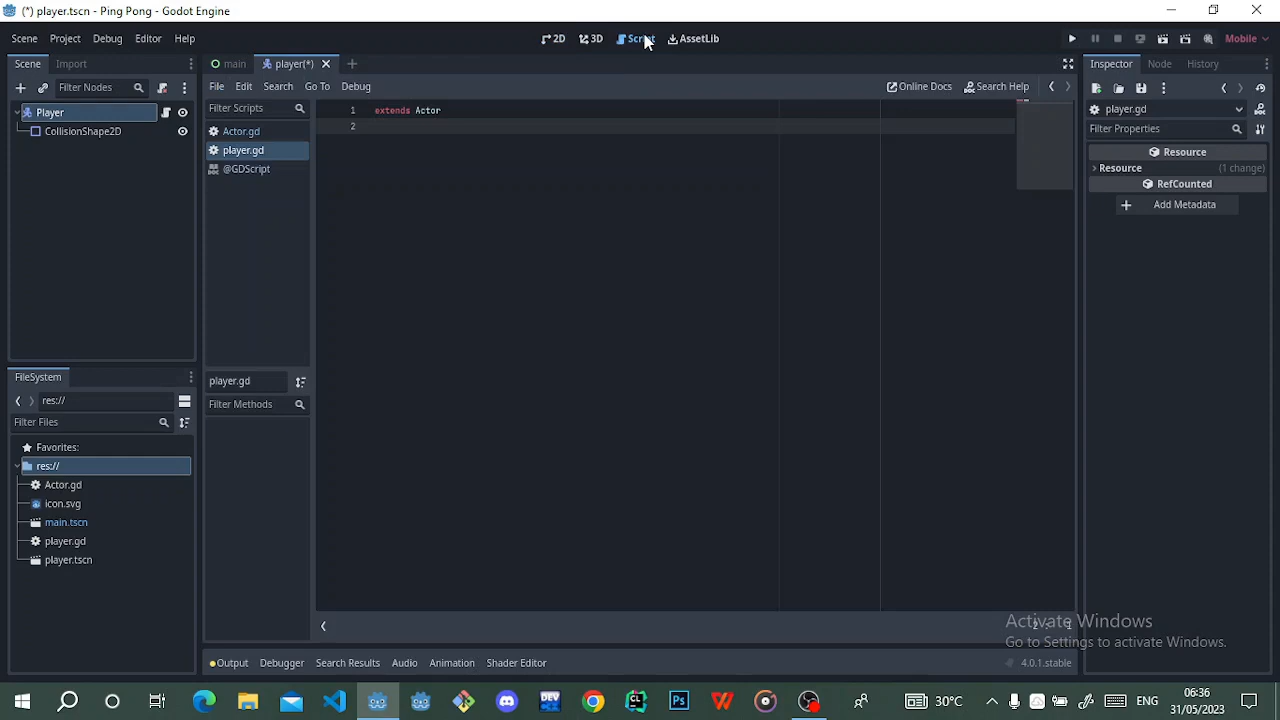 (*) player.tscn - Ping Pong - Godot Engine
Scene Project Debug Editor Help
2D 3D Script AssetLib
Mobile
Scene Import
main player(*)
Inspector Node History
Filter Nodes
File Edit Search Go To Debug
Online Docs Search Help
Player
CollisionShape2D
Filter Scripts
Actor.gd
player.gd
@GDScript
1 extends Actor
2
player.gd
Filter Properties
Resource
Resource (1 change)
RefCounted
Add Metadata
player.gd
Filter Methods
FileSystem
res://
Filter Files
Favorites:
res://
Actor.gd
icon.svg
main.tscn
player.gd
player.tscn
2 : 1
Activate Windows
Go to Settings to activate Windows.
Output Debugger Search Results Audio Animation Shader Editor
4.0.1.stable
DEV
CL
Ps
30°C
ENG
06:36
31/05/2023